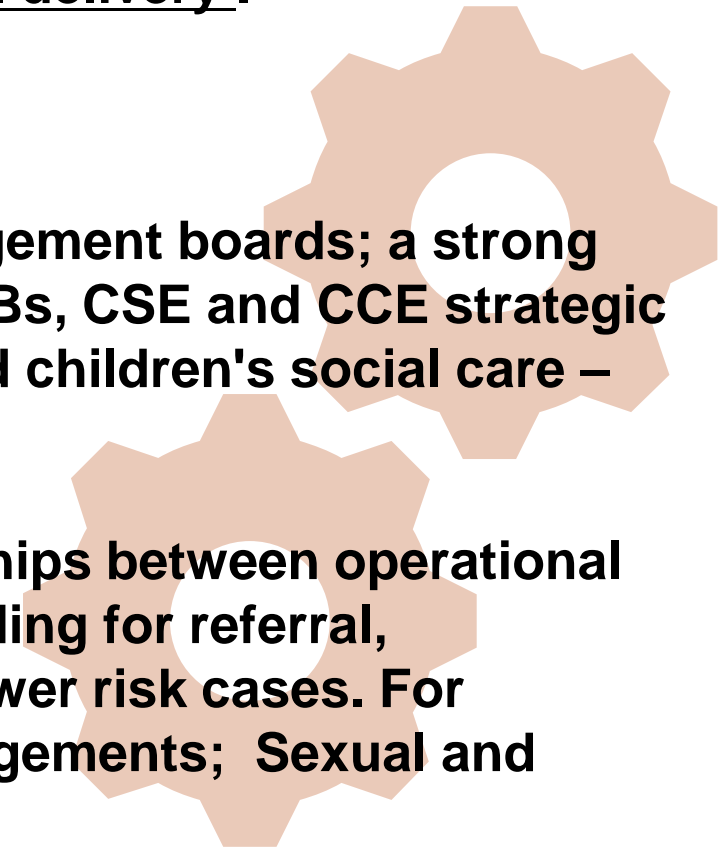 delivery .
gement boards; a strong
Bs, CSE and CCE strategic
d children's social care –
hips between operational
ling for referral,
wer risk cases. For
gements;  Sexual and